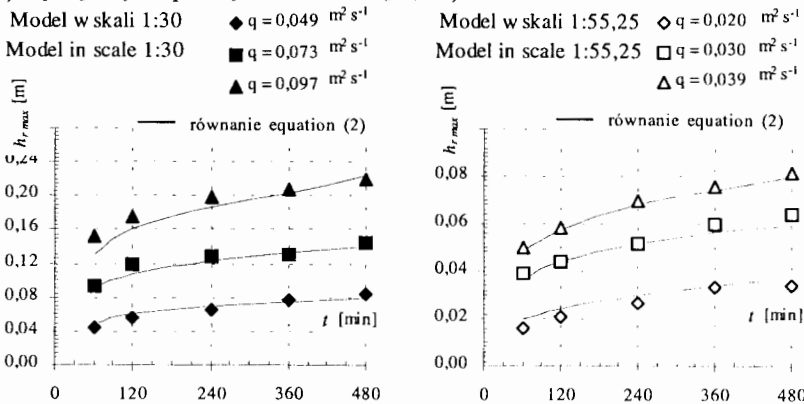 Model w skali 1:30 ◆ q = 0,049 m² s⁻¹
Model in scale 1:30 ■ q = 0,073 m² s⁻¹
▲ q = 0,097 m² s⁻¹
h r max [m]
równanie equation (2)
0,24
0,20
0,16
0,12
0,08
0,04
0,00
t [min]
0 120 240 360 480
Model w skali 1:55,25 ◇ q = 0,020 m² s⁻¹
Model in scale 1:55,25 □ q = 0,030 m² s⁻¹
△ q = 0,039 m² s⁻¹
h r max [m]
równanie equation (2)
0,08
0,06
0,04
0,02
0,00
t [min]
0 120 240 360 480